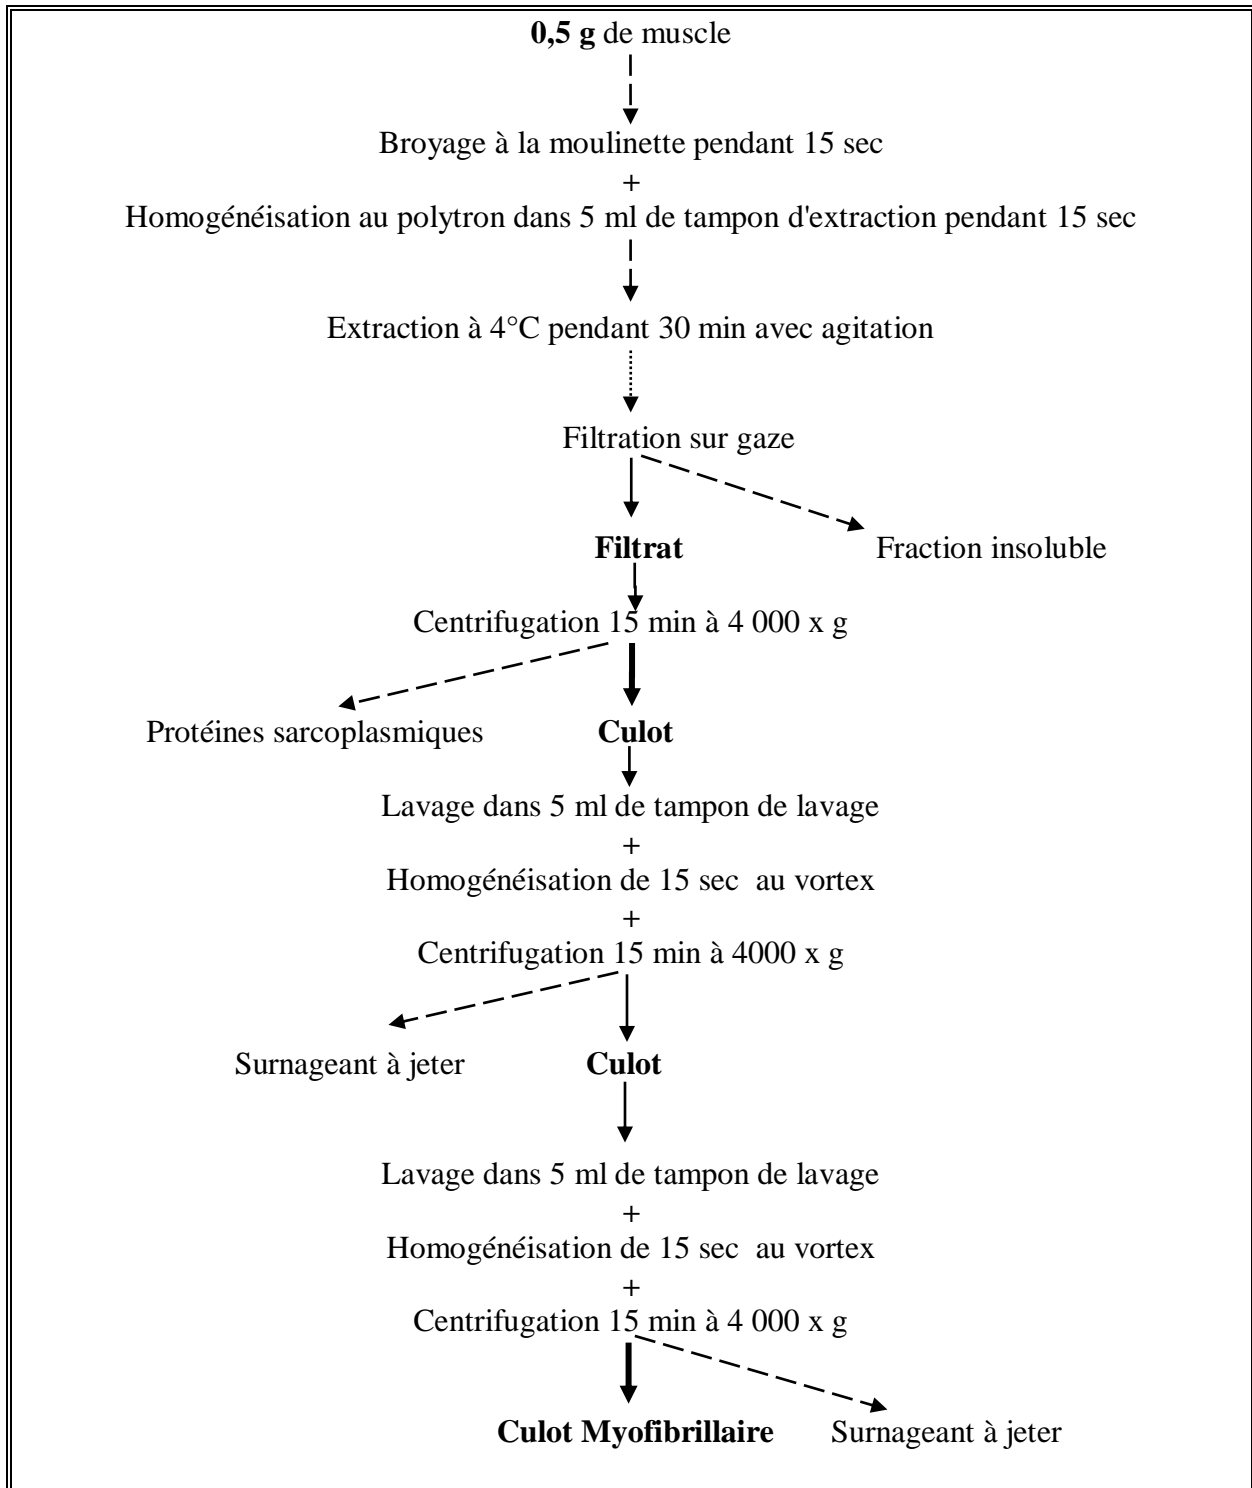 0,5 g de muscle
Broyage à la moulinette pendant 15 sec
+
Homogénéisation au polytron dans 5 ml de tampon d'extraction pendant 15 sec
Extraction à 4°C pendant 30 min avec agitation
Filtration sur gaze
Filtrat Fraction insoluble
Centrifugation 15 min à 4 000 x g
Protéines sarcoplasmiques Culot
Lavage dans 5 ml de tampon de lavage
+
Homogénéisation de 15 sec au vortex
+
Centrifugation 15 min à 4000 x g
Surnageant à jeter Culot
Lavage dans 5 ml de tampon de lavage
+
Homogénéisation de 15 sec au vortex
+
Centrifugation 15 min à 4 000 x g
Culot Myofibrillaire Surnageant à jeter